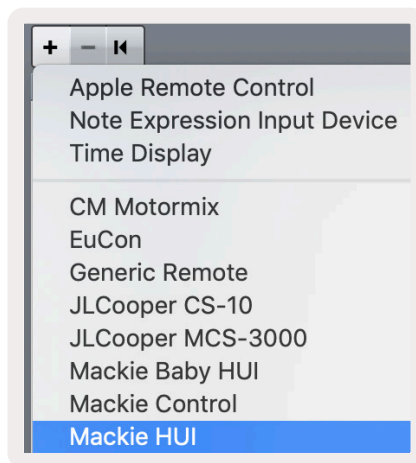 Apple Remote Control
Note Expression Input Device
Time Display
CM Motormix
EuCon
Generic Remote
JLCooper CS-10
JLCooper MCS-3000
Mackie Baby HUI
Mackie Control
Mackie HUI